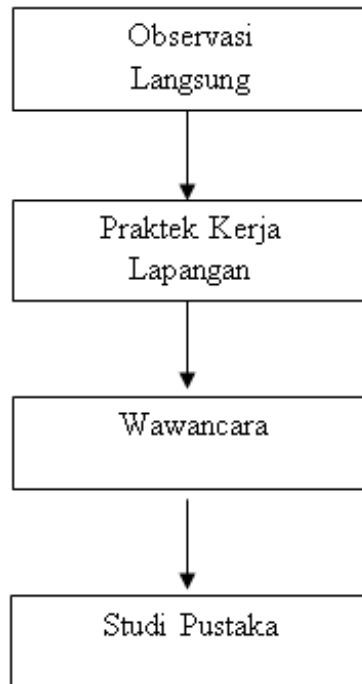 Observasi
Langsung
Praktek Kerja
Lapangan
Wawancara
Studi Pustaka